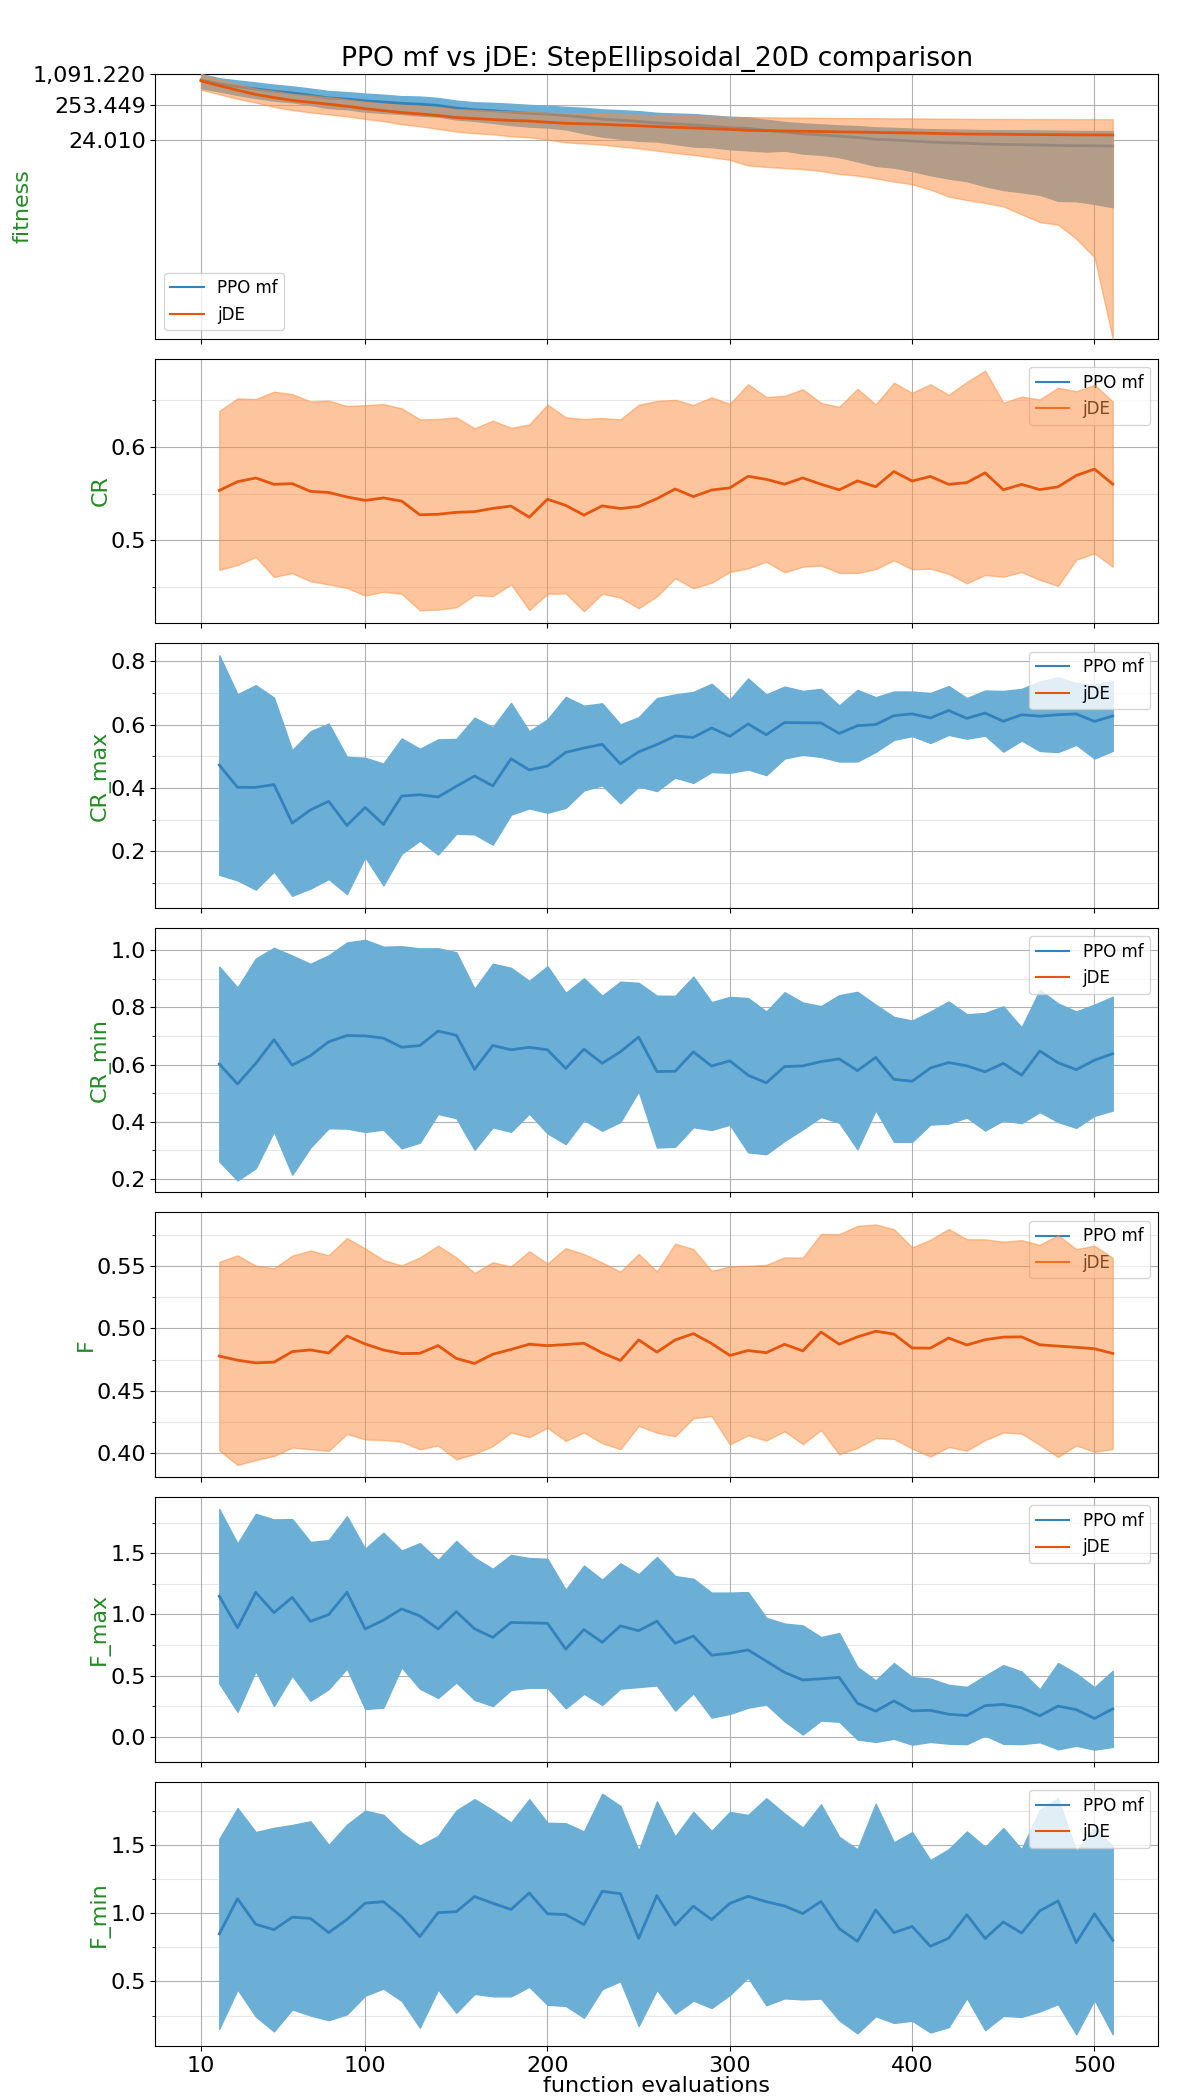 PPO mf vs jDE: StepEllipsoidal_20D comparison
1,091.220
253.449
24.010
fitness
PPO mf
jDE
0.6
0.5
CR
PPO mf
jDE
0.8
0.6
0.4
0.2
CR_max
PPO mf
jDE
1.0
0.8
0.6
0.4
0.2
CR_min
PPO mf
jDE
0.55
0.50
0.45
0.40
F
PPO mf
jDE
1.5
1.0
0.5
0.0
F_max
PPO mf
jDE
1.5
1.0
0.5
F_min
PPO mf
jDE
10 100 200 300 400 500
function evaluations